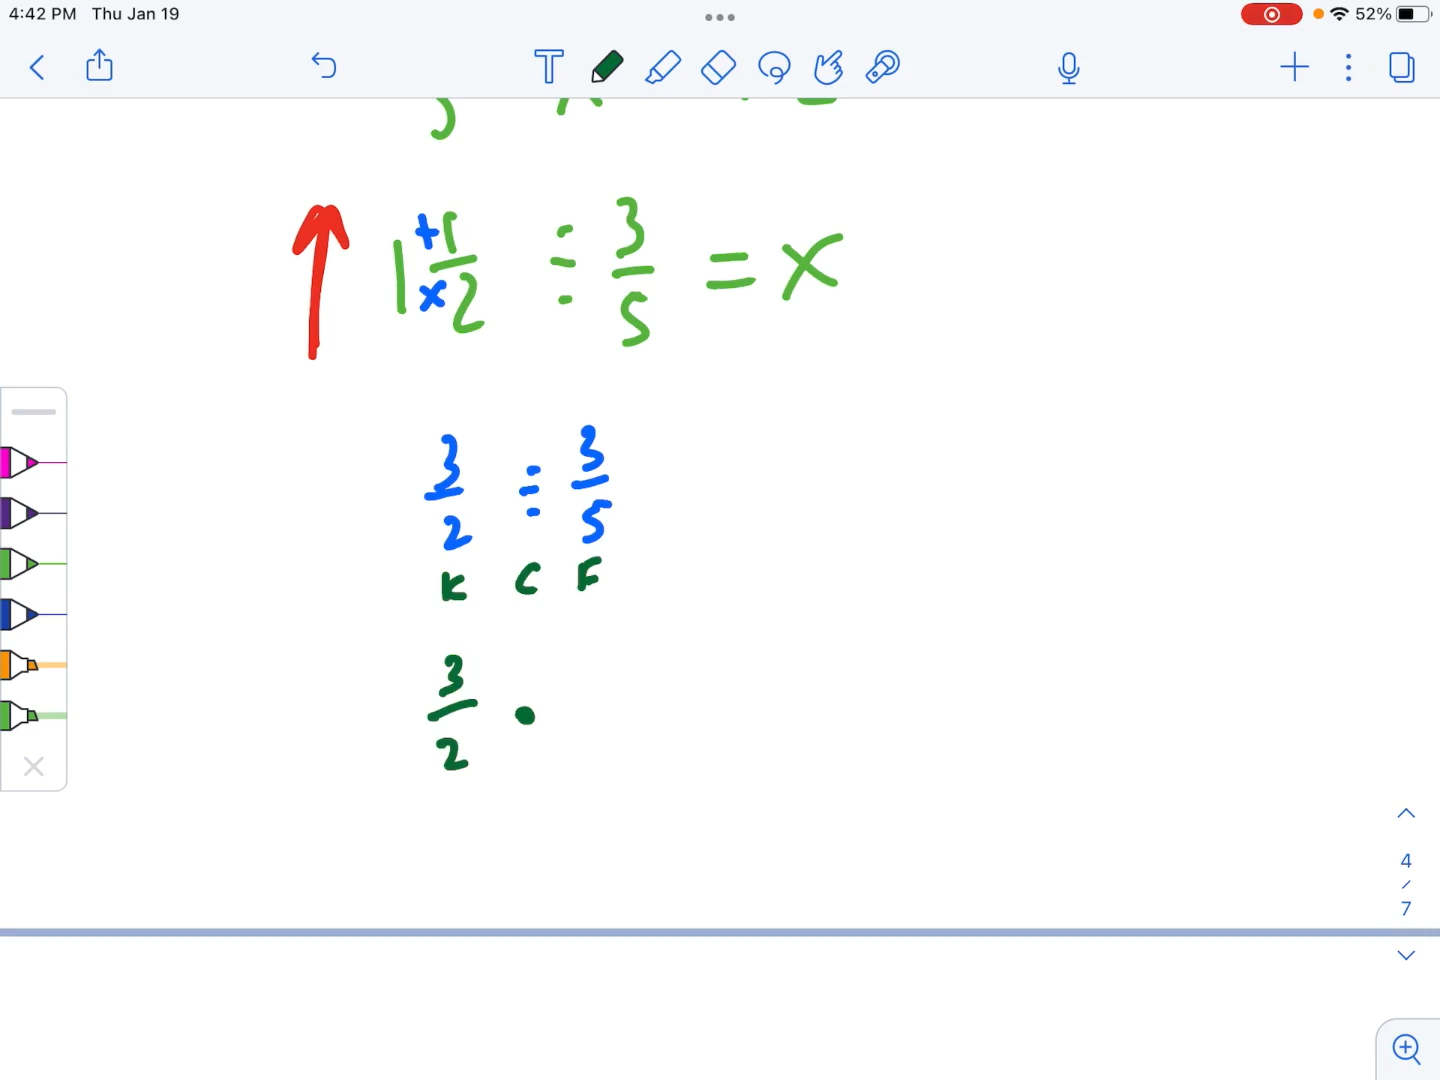 4:42 PM Thu Jan 19
52%
T
1 1/2 ÷ 3/5 = x
+
x
3/2 ÷ 3/5
K C F
3/2 •
4
/
7